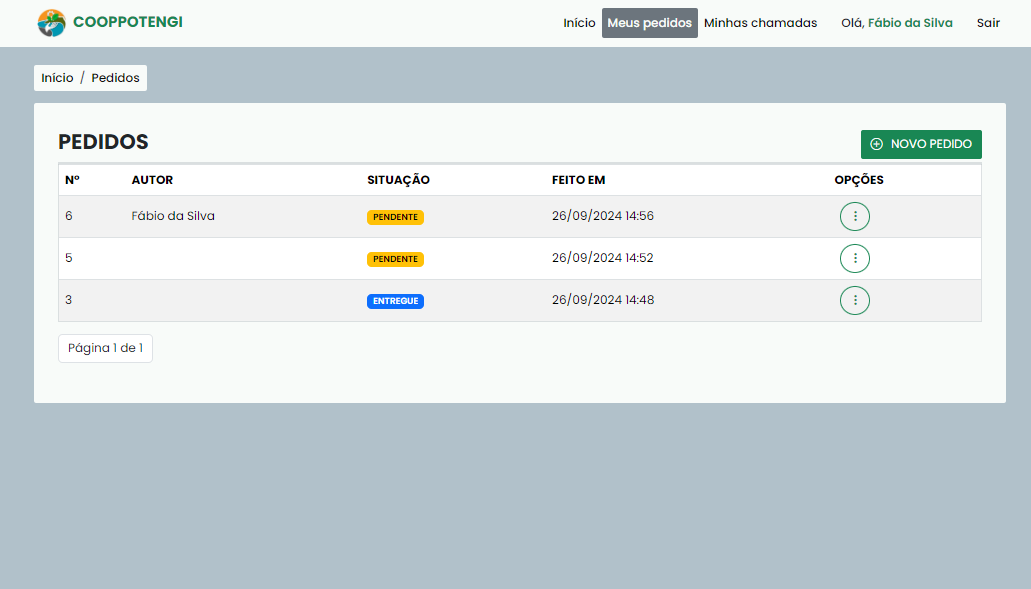 COOPPOTENGI Início Meus pedidos Minhas chamadas Olá, Fábio da Silva Sair
Início / Pedidos
PEDIDOS
NOVO PEDIDO
Nº AUTOR SITUAÇÃO FEITO EM OPÇÕES
6 Fábio da Silva PENDENTE 26/09/2024 14:56
5 PENDENTE 26/09/2024 14:52
3 ENTREGUE 26/09/2024 14:48
Página 1 de 1